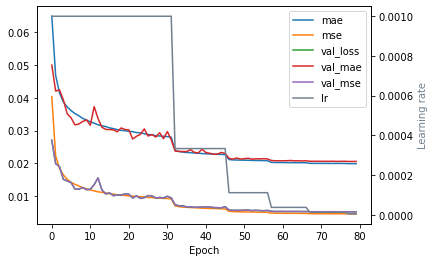 0.06
0.05
0.04
0.03
0.02
0.01
0
10
20
30
40
50
60
70
80
Epoch
mae
mse
val_loss
val_mae
val_mse
lr
0.0010
0.0008
0.0006
0.0004
0.0002
0.0000
Learning rate